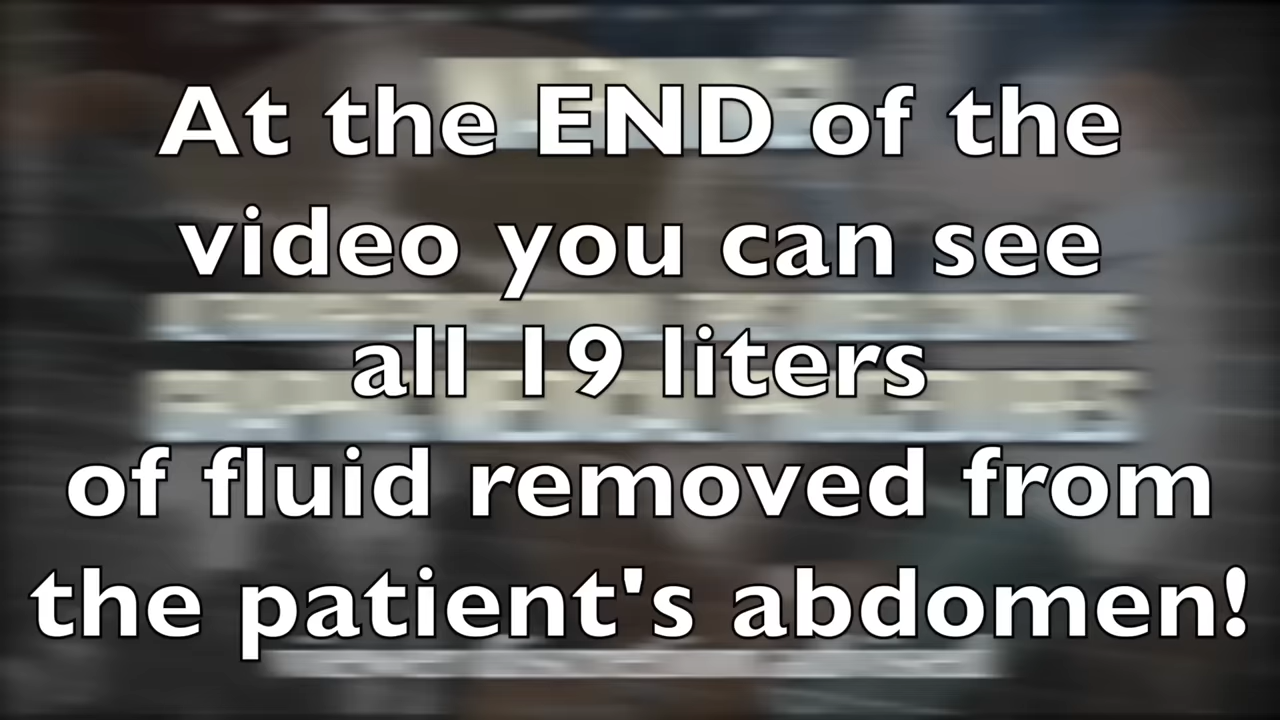 At the END of the
video you can see
all 19 liters
of fluid removed from
the patient's abdomen!